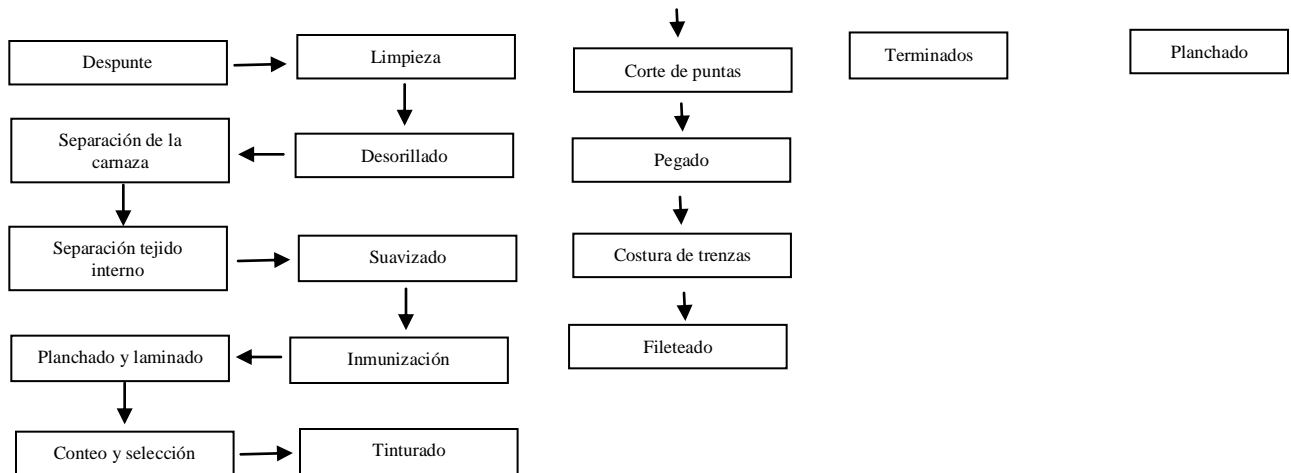 Despunte
Limpieza
Separación de la
carnaza
Desorillado
Separación tejido
interno
Suavizado
Planchado y laminado
Inmunización
Conteo y selección
Tinturado
Corte de puntas
Pegado
Costura de trenzas
Fileteado
Terminados
Planchado